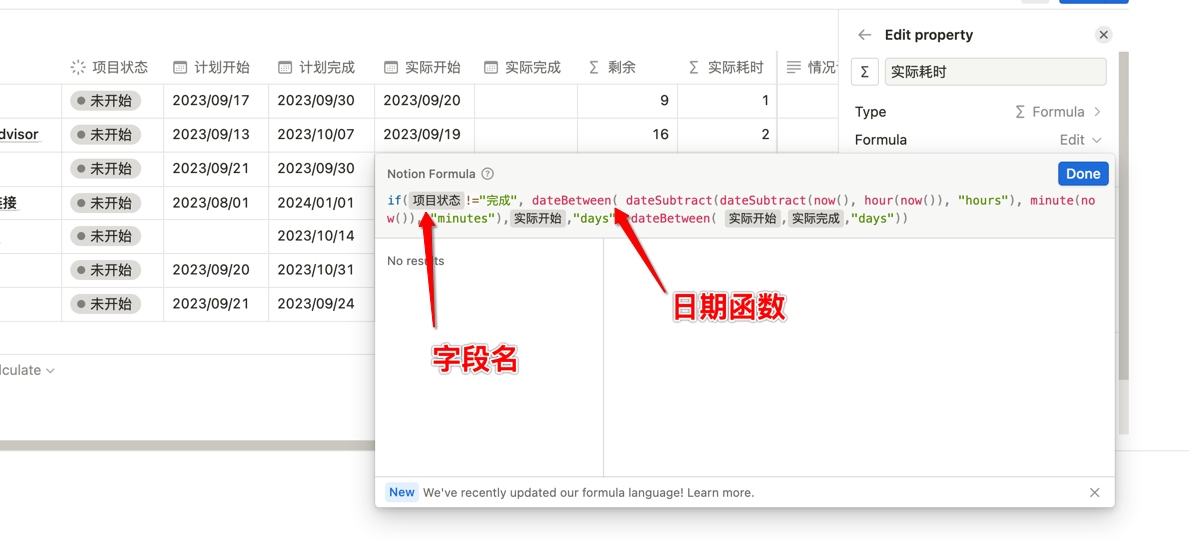 Edit property
项目状态 计划开始 计划完成 实际开始 实际完成 Σ 剩余 Σ 实际耗时 情况
Σ 实际耗时
未开始 2023/09/17 2023/09/30 2023/09/20 9 1
Type Σ Formula
dvisor 未开始 2023/09/13 2023/10/07 2023/09/19 16 2
Formula Edit
未开始 2023/09/21 2023/09/30
Notion Formula
Done
接 未开始 2023/08/01 2024/01/01
if( 项目状态 !="完成", dateBetween( dateSubtract(dateSubtract(now(), hour(now()), "hours"), minute(no
w()), "minutes"), 实际开始 ,"days" dateBetween( 实际开始 , 实际完成 ,"days"))
未开始 2023/10/14
No results
未开始 2023/09/20 2023/10/31
未开始 2023/09/21 2023/09/24
日期函数
字段名
lculate
New We've recently updated our formula language! Learn more.